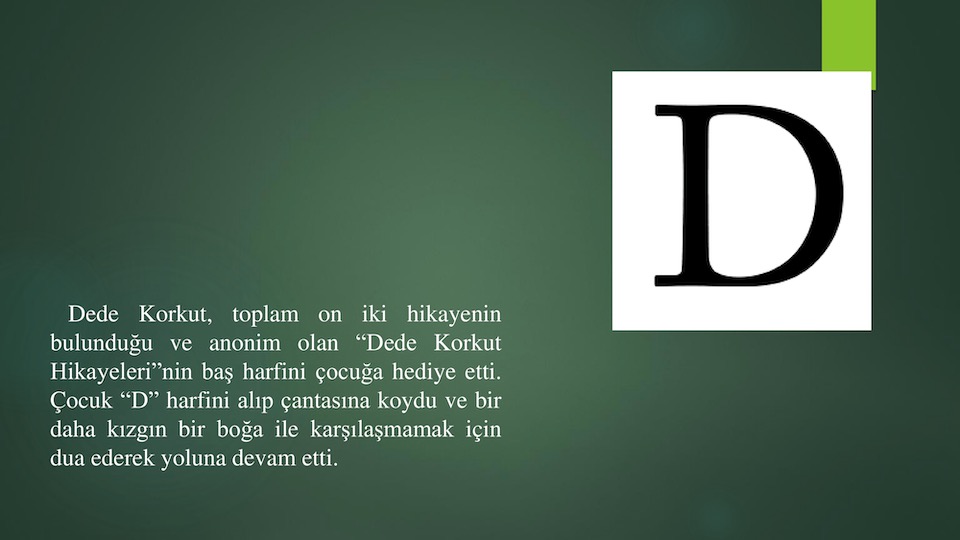 D
Dede Korkut, toplam on iki hikayenin
bulunduğu ve anonim olan “Dede Korkut
Hikayeleri”nin baş harfini çocuğa hediye etti.
Çocuk “D” harfini alıp çantasına koydu ve bir
daha kızgın bir boğa ile karşılaşmamak için
dua ederek yoluna devam etti.